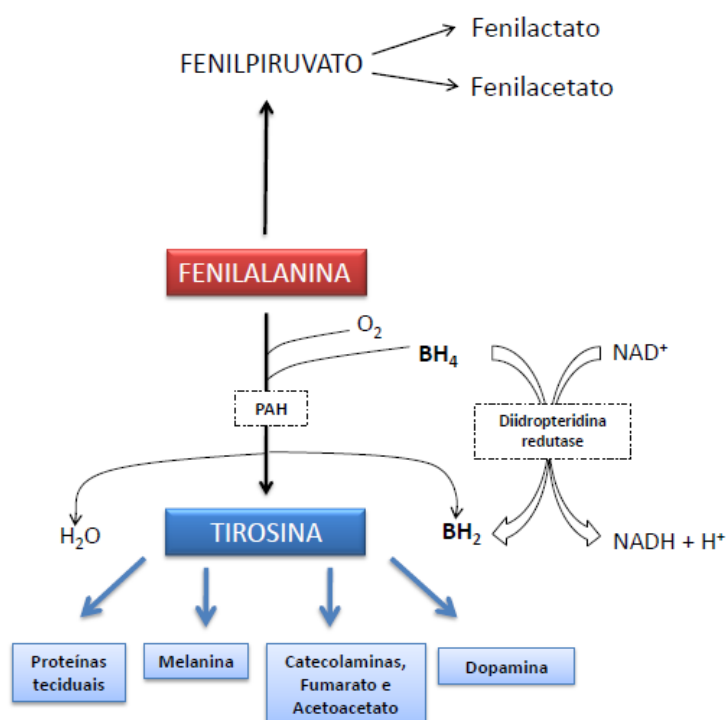 Fenilactato
FENILPIRUVATO
Fenilacetato
FENILALANINA
O₂
BH₄
NAD⁺
PAH
Diidropteridina
redutase
H₂O
TIROSINA
BH₂
NADH + H⁺
Proteínas
teciduais
Melanina
Catecolaminas,
Fumarato e
Acetoacetato
Dopamina